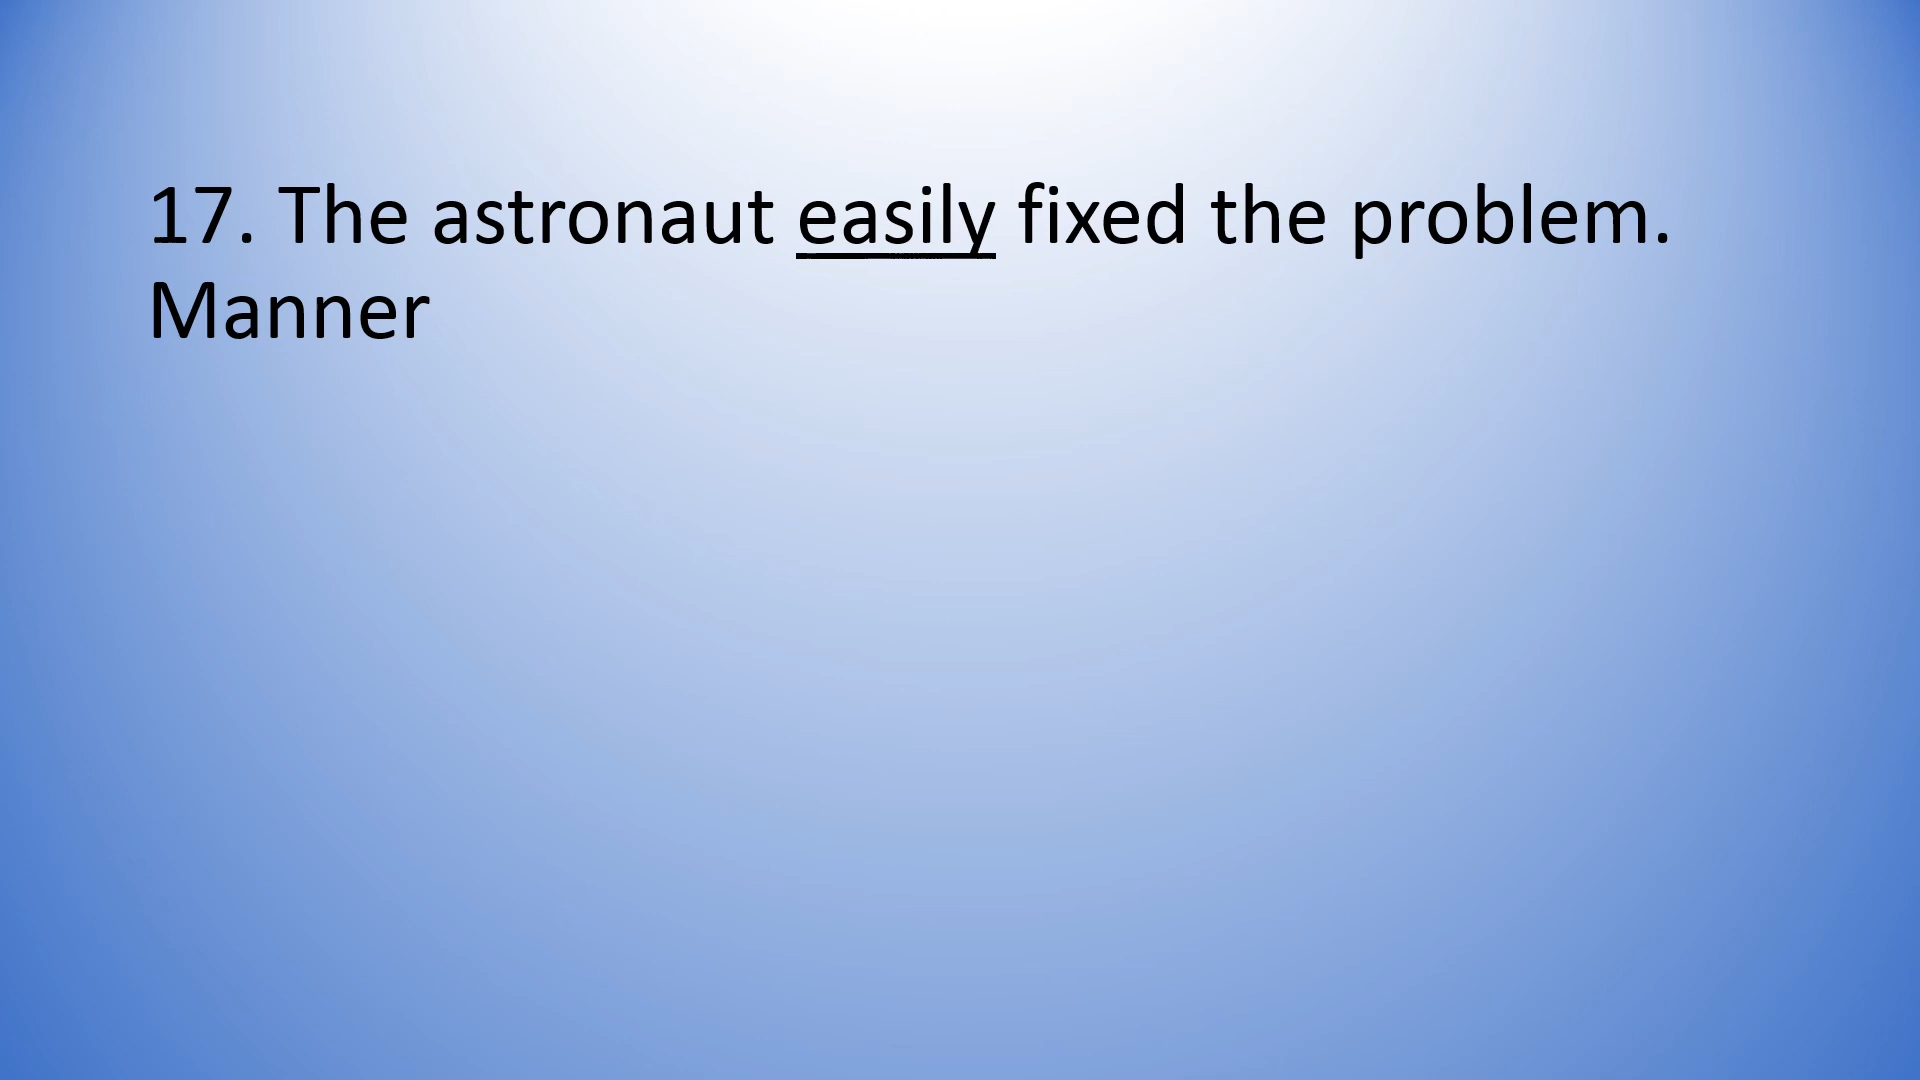 17. The astronaut easily fixed the problem.
Manner